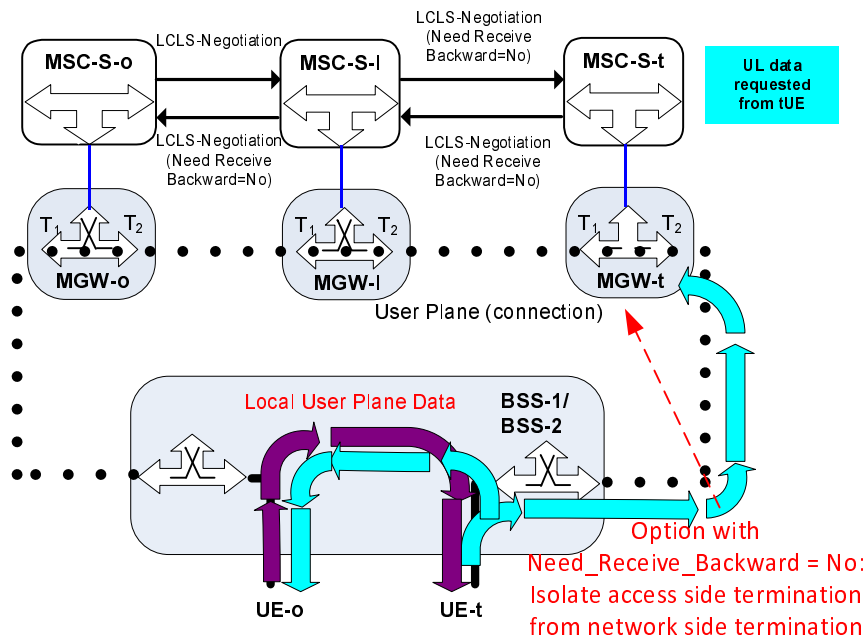 LCLS-Negotiation
LCLS-Negotiation
(Need Receive
Backward=No)
MSC-S-o
MSC-S-I
MSC-S-t
UL data
requested
from tUE
LCLS-Negotiation
(Need Receive
Backward=No)
LCLS-Negotiation
(Need Receive
Backward=No)
T1
T2
T1
T2
T1
T2
MGW-o
MGW-I
MGW-t
User Plane (connection)
Local User Plane Data
BSS-1/
BSS-2
Option with
Need_Receive_Backward = No:
Isolate access side termination
from network side termination
UE-o
UE-t